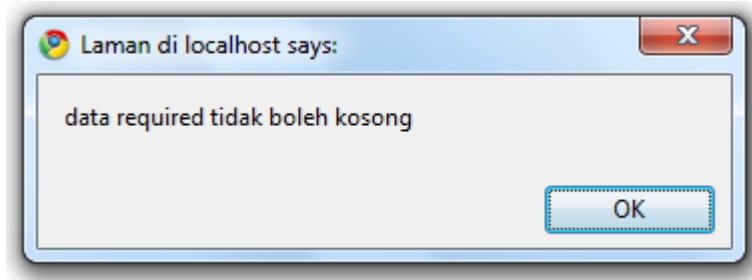 Laman di localhost says:
data required tidak boleh kosong
OK